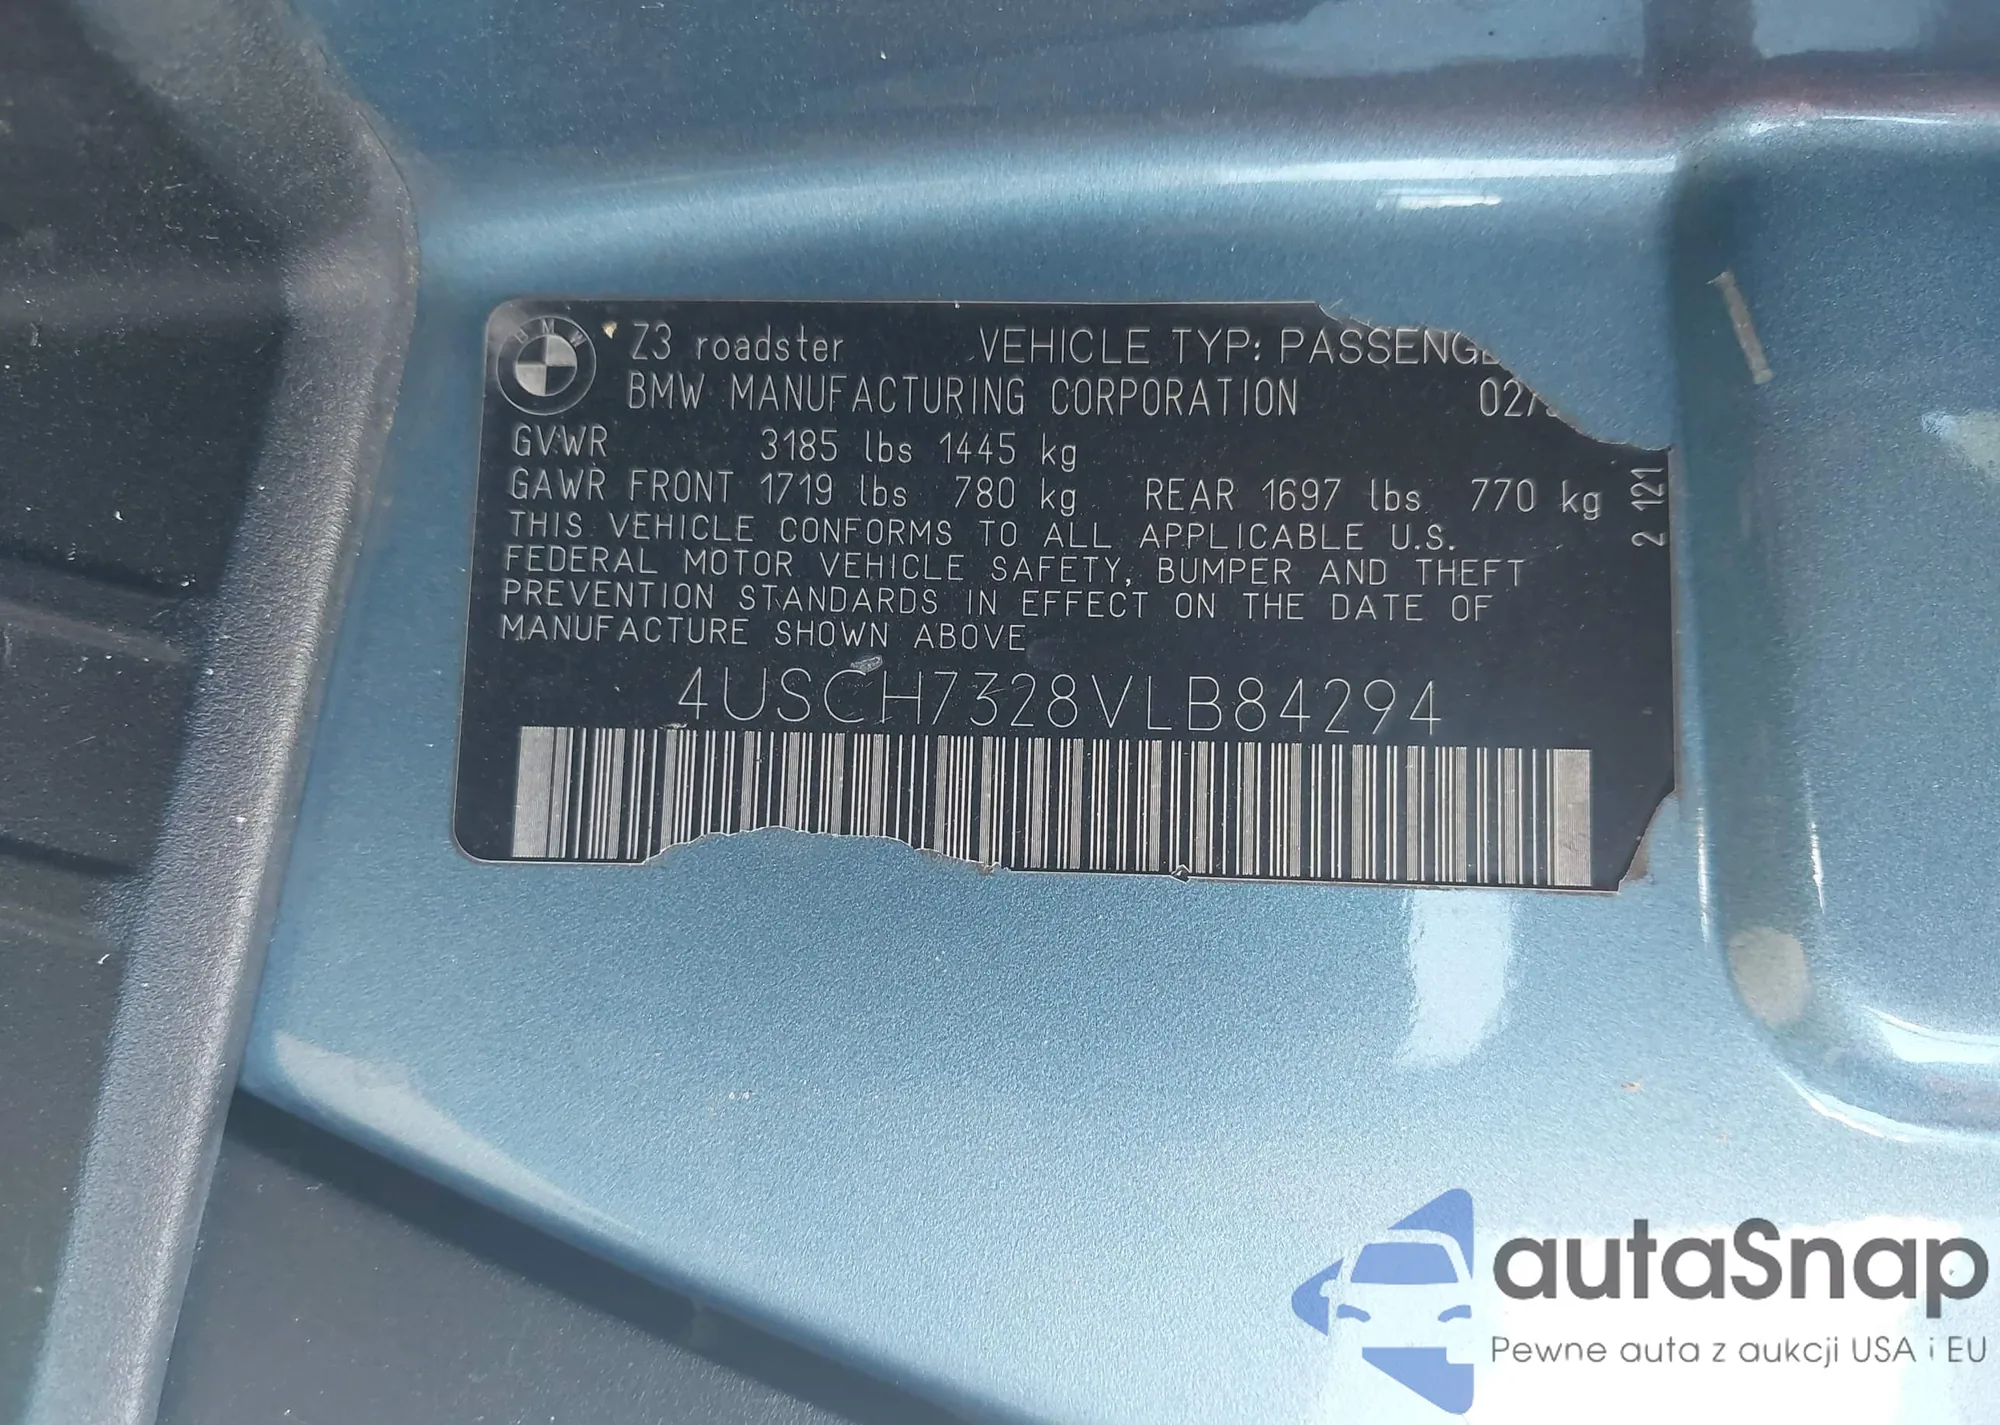 BMW
Z3 roadster VEHICLE TYP: PASSENGE
BMW MANUFACTURING CORPORATION 02/
GVWR 3185 lbs 1445 kg
GAWR FRONT 1719 lbs 780 kg REAR 1697 lbs 770 kg
2 121
THIS VEHICLE CONFORMS TO ALL APPLICABLE U.S.
FEDERAL MOTOR VEHICLE SAFETY, BUMPER AND THEFT
PREVENTION STANDARDS IN EFFECT ON THE DATE OF
MANUFACTURE SHOWN ABOVE
4USCH7328VLB84294
autaSnap
Pewne auta z aukcji USA i EU